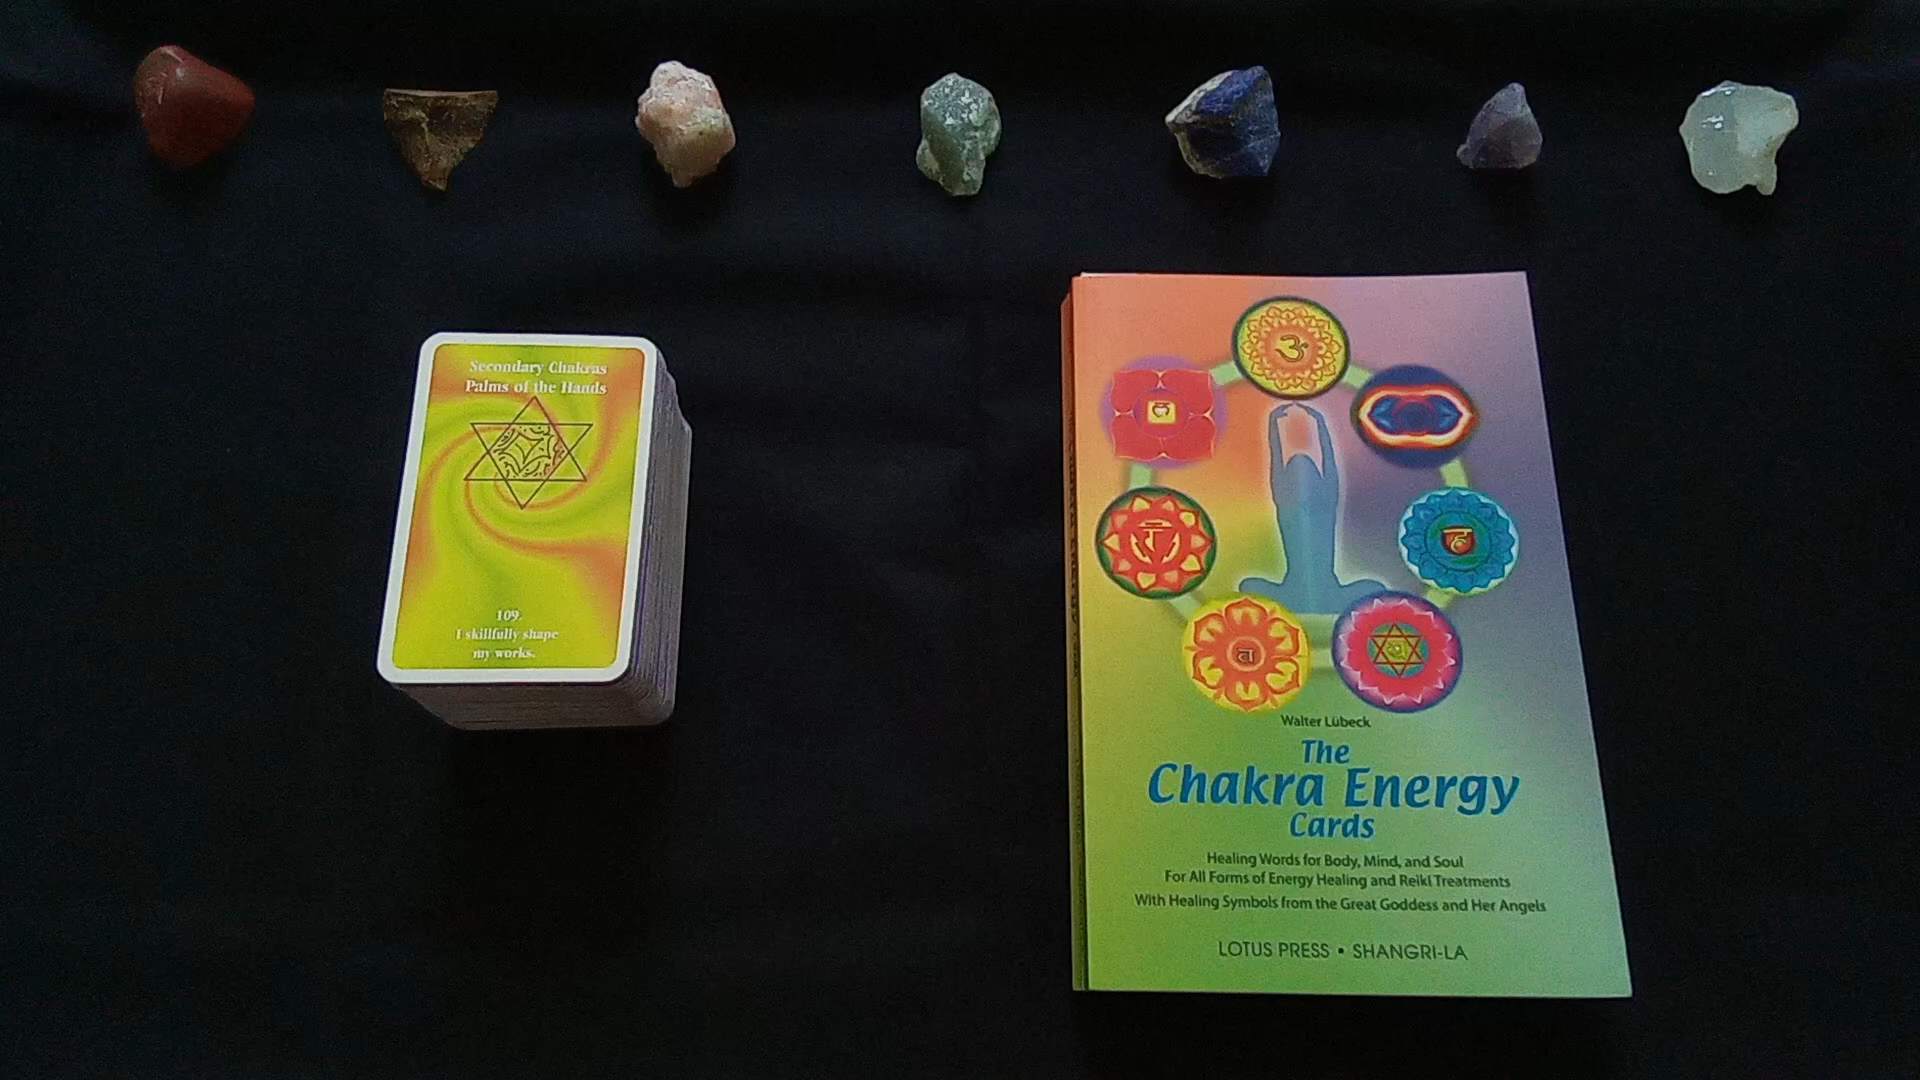 Secondary Chakras
Palms of the Hands
109.
I skillfully shape
my works.
Walter Lübeck
The
Chakra Energy
Cards
Healing Words for Body, Mind, and Soul
For All Forms of Energy Healing and Reiki Treatments
With Healing Symbols from the Great Goddess and Her Angels
LOTUS PRESS • SHANGRI-LA